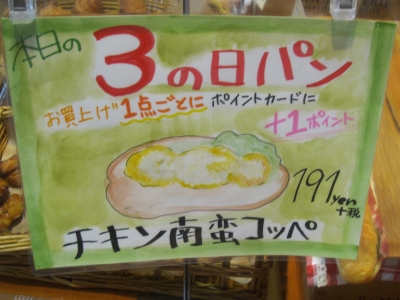 本日の
3の日パン
お買上げ1点ごとにポイントカードに
+1ポイント
191yen
+税
チキン南蛮コッペ